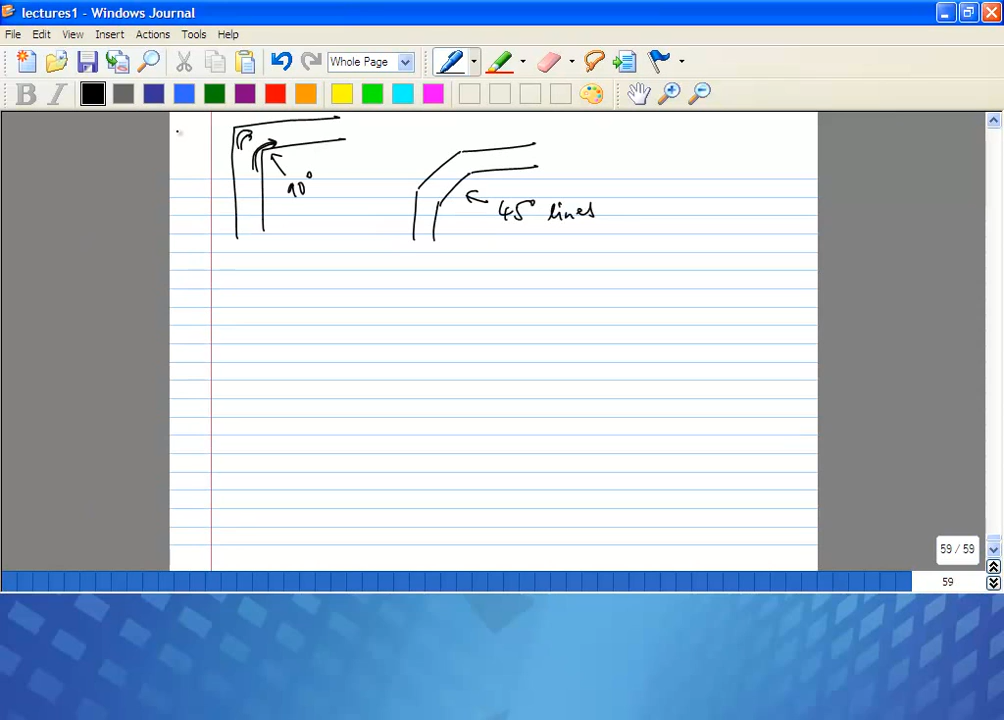 lectures1 - Windows Journal
File Edit View Insert Actions Tools Help
Whole Page
B I
90°
45° lines
59 / 59
59